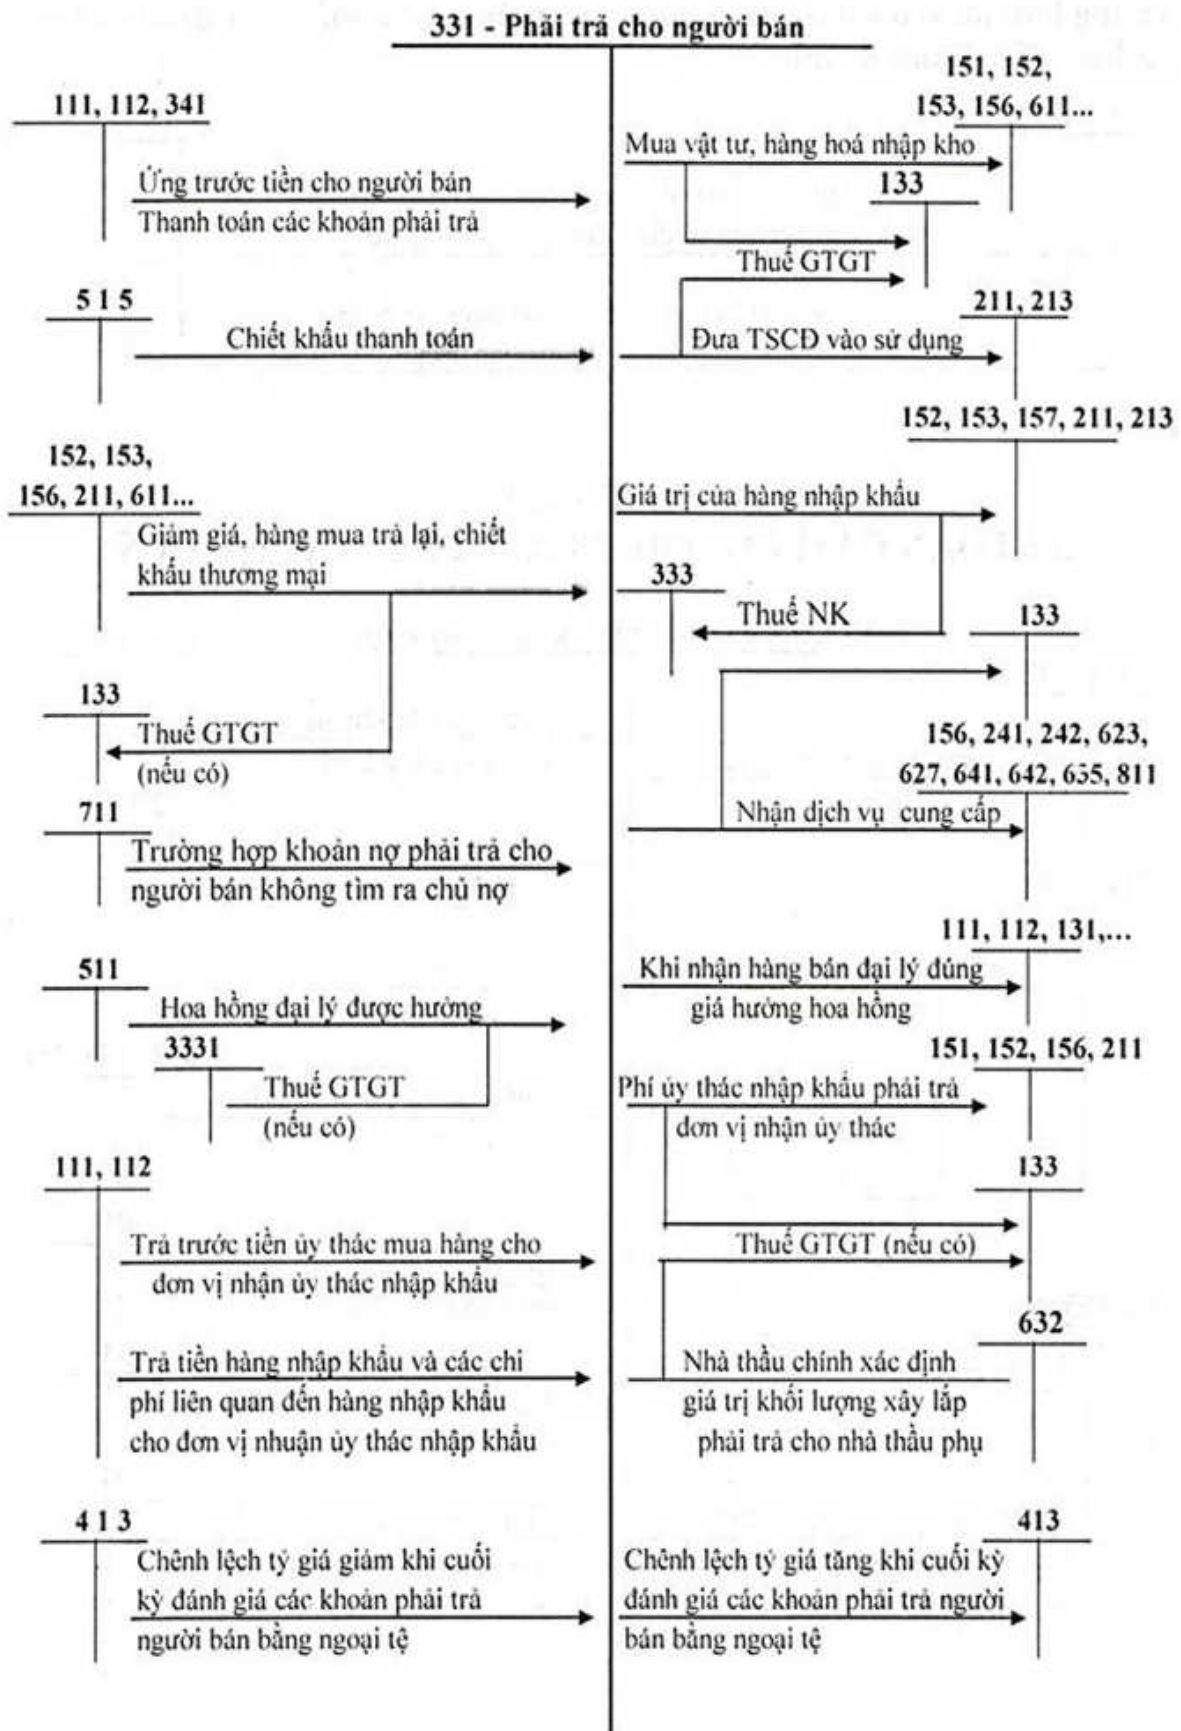 331 - Phải trả cho người bán
111, 112, 341
Ứng trước tiền cho người bán
Thanh toán các khoản phải trả
5 1 5
Chiết khấu thanh toán
152, 153,
156, 211, 611...
Giảm giá, hàng mua trả lại, chiết
khấu thương mại
133
Thuế GTGT
(nếu có)
711
Trường hợp khoản nợ phải trả cho
người bán không tìm ra chủ nợ
511
Hoa hồng đại lý được hưởng
3331
Thuế GTGT
(nếu có)
111, 112
Trả trước tiền ủy thác mua hàng cho
đơn vị nhận ủy thác nhập khẩu
Trả tiền hàng nhập khẩu và các chi
phí liên quan đến hàng nhập khẩu
cho đơn vị nhuận ủy thác nhập khẩu
4 1 3
Chênh lệch tỷ giá giảm khi cuối
kỳ đánh giá các khoản phải trả
người bán bằng ngoại tệ
151, 152,
153, 156, 611...
Mua vật tư, hàng hoá nhập kho
133
Thuế GTGT
211, 213
Đưa TSCĐ vào sử dụng
152, 153, 157, 211, 213
Giá trị của hàng nhập khẩu
333
Thuế NK
133
156, 241, 242, 623,
627, 641, 642, 635, 811
Nhận dịch vụ cung cấp
111, 112, 131,...
Khi nhận hàng bán đại lý đúng
giá hưởng hoa hồng
151, 152, 156, 211
Phí ủy thác nhập khẩu phải trả
đơn vị nhận ủy thác
133
Thuế GTGT (nếu có)
632
Nhà thầu chính xác định
giá trị khối lượng xây lắp
phải trả cho nhà thầu phụ
413
Chênh lệch tỷ giá tăng khi cuối kỳ
đánh giá các khoản phải trả người
bán bằng ngoại tệ